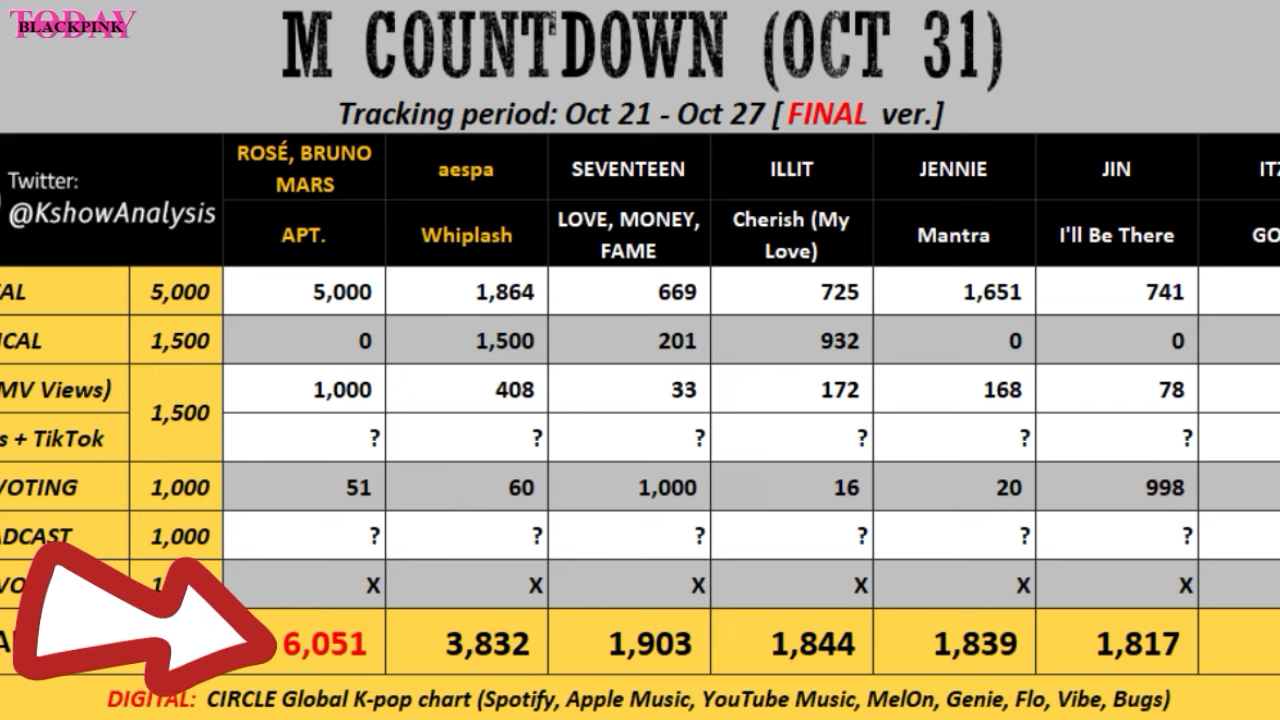 TODAY
BLACKPINK
M COUNTDOWN (OCT 31)
Tracking period: Oct 21 - Oct 27 [ FINAL ver.]
Twitter:
@KshowAnalysis
ROSÉ, BRUNO MARS aespa SEVENTEEN ILLIT JENNIE JIN ITZ
APT. Whiplash LOVE, MONEY, FAME Cherish (My Love) Mantra I'll Be There GO
AL 5,000 5,000 1,864 669 725 1,651 741
ICAL 1,500 0 1,500 201 932 0 0
MV Views) 1,500 1,000 408 33 172 168 78
s + TikTok ? ? ? ? ? ?
VOTING 1,000 51 60 1,000 16 20 998
ADCAST 1,000 ? ? ? ? ? ?
VO 1 X X X X X X
6,051 3,832 1,903 1,844 1,839 1,817
DIGITAL: CIRCLE Global K-pop chart (Spotify, Apple Music, YouTube Music, MelOn, Genie, Flo, Vibe, Bugs)